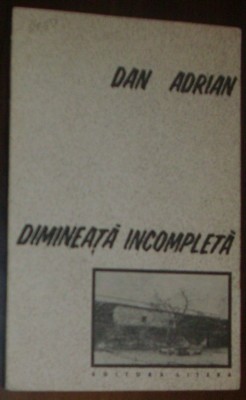 DAN ADRIAN
DIMINEAȚĂ INCOMPLETĂ
EDITURA LITERA